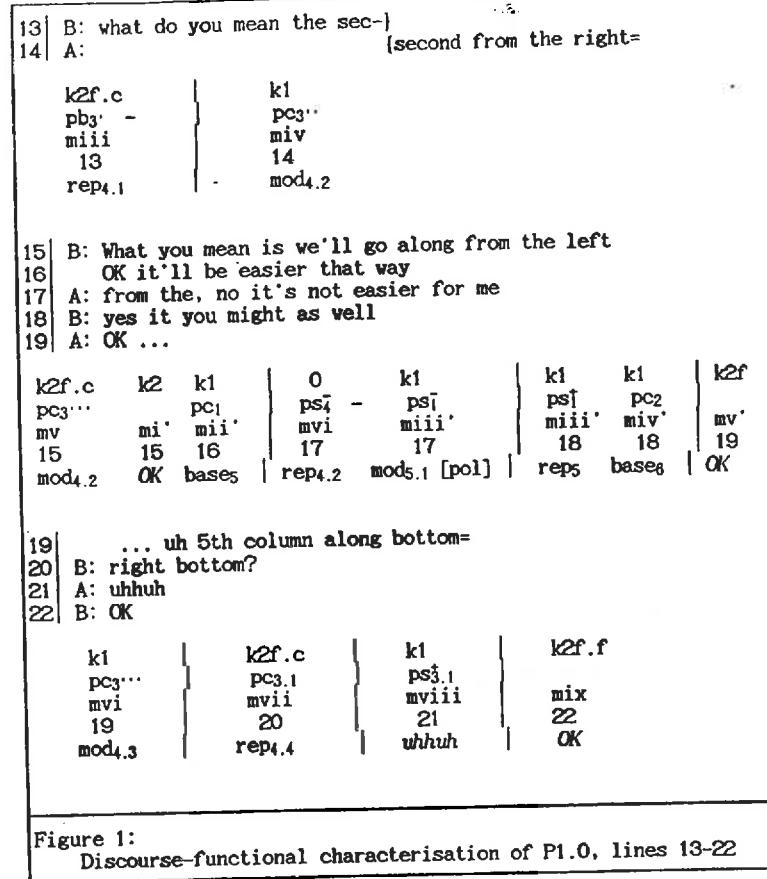 13| B: what do you mean the sec-}
14| A: {second from the right=
k2f.c | k1
pb3' - pc3''
miii miv
13 14
rep4.1 | mod4.2
15| B: What you mean is we'll go along from the left
16| OK it'll be easier that way
17| A: from the, no it's not easier for me
18| B: yes it you might as well
19| A: OK ...
k2f.c k2 k1 | 0 k1 | k1 k1 | k2f
pc3''' pc1 ps4- – ps1- ps1+ pc2
mv mi' mii' mvi miii' miii' miv' mv'
15 15 16 17 17 18 18 19
mod4.2 OK base5 | rep4.2 mod5.1 [pol] | rep5 base6 | OK
19| ... uh 5th column along bottom=
20| B: right bottom?
21| A: uhhuh
22| B: OK
k1 | k2f.c | k1 | k2f.f
pc3''' pc3.1 ps3.1+
mvi mvii mviii mix
19 20 21 22
mod4.3 | rep4.4 | uhhuh | OK
Figure 1:
Discourse-functional characterisation of P1.0, lines 13-22